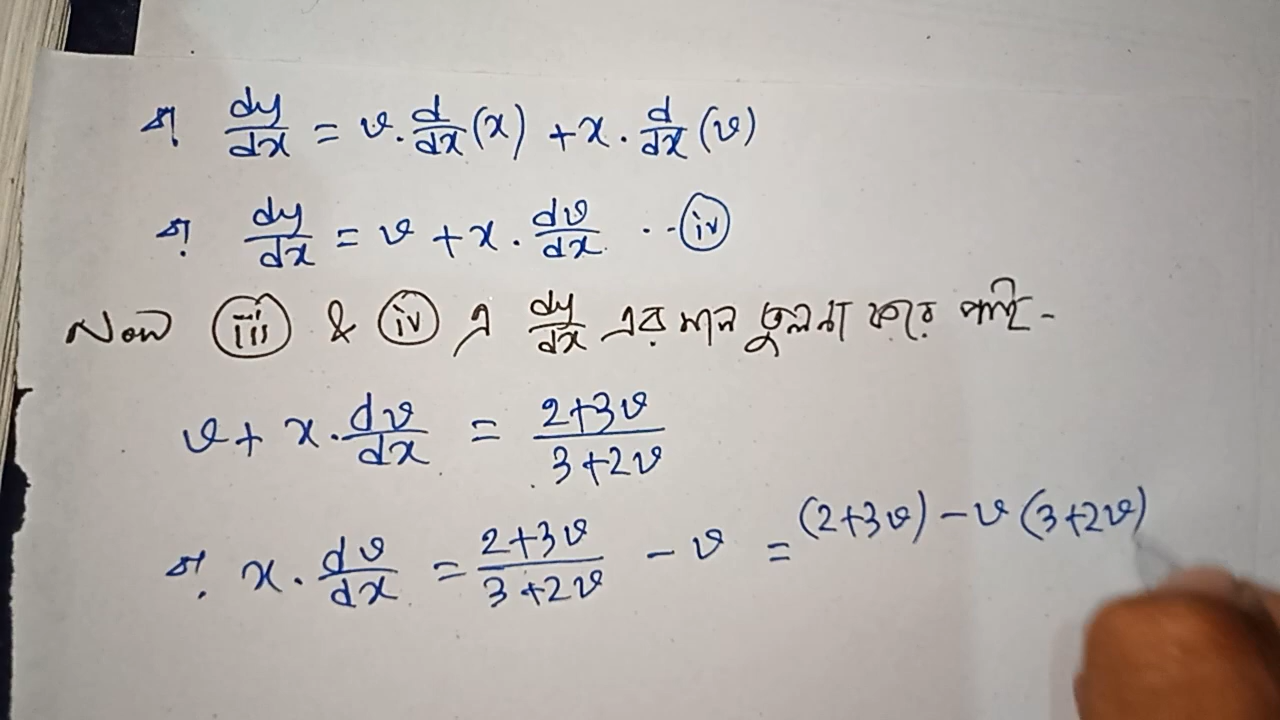 বা, dy/dx = v. d/dx (x) + x. d/dx (v)
বা, dy/dx = v + x. dv/dx ... (iv)
Now (iii) & (iv) এ dy/dx এর মান তুলনা করে পাই-
v + x. dv/dx = (2+3v)/(3+2v)
বা, x. dv/dx = (2+3v)/(3+2v) - v = (2+3v) - v (3+2v)